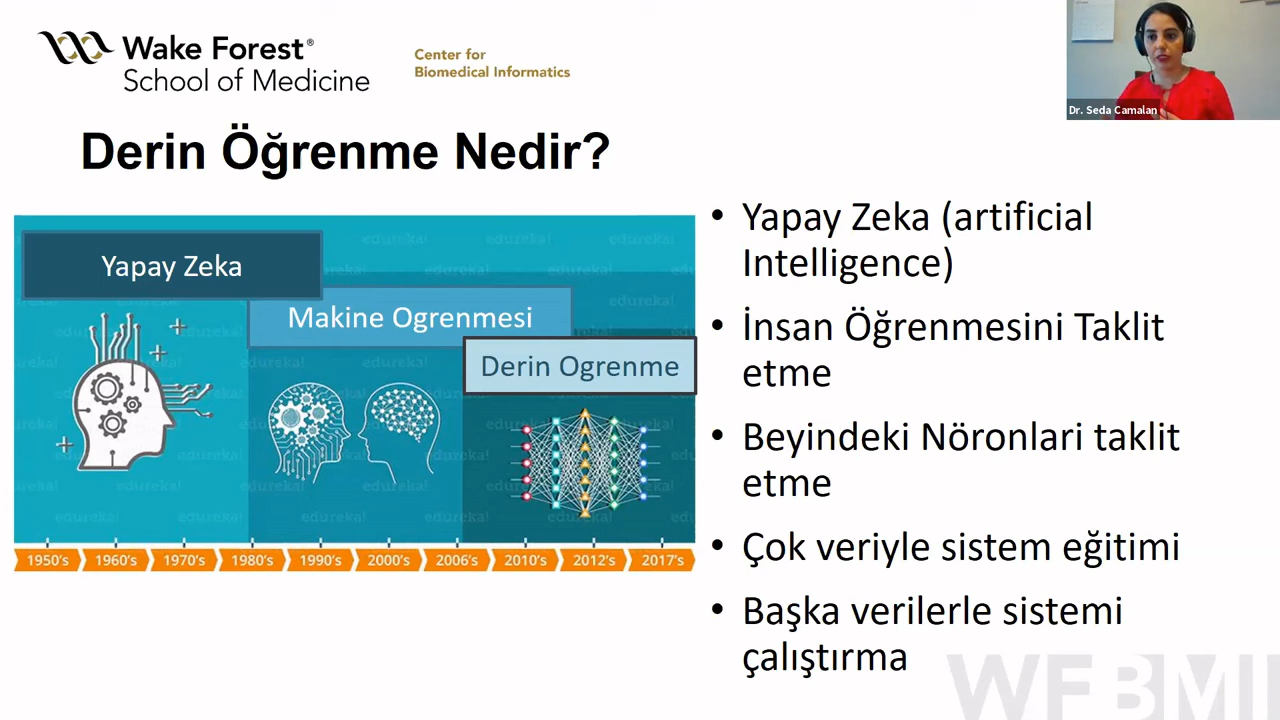 Wake Forest®
School of Medicine
Center for
Biomedical Informatics
Dr. Seda Camalan
Derin Öğrenme Nedir?
Yapay Zeka
Makine Ogrenmesi
Derin Ogrenme
edureka!
1950's 1960's 1970's 1980's 1990's 2000's 2006's 2010's 2012's 2017's
• Yapay Zeka (artificial
Intelligence)
• İnsan Öğrenmesini Taklit
etme
• Beyindeki Nöronlari taklit
etme
• Çok veriyle sistem eğitimi
• Başka verilerle sistemi
çalıştırma
WFBMI